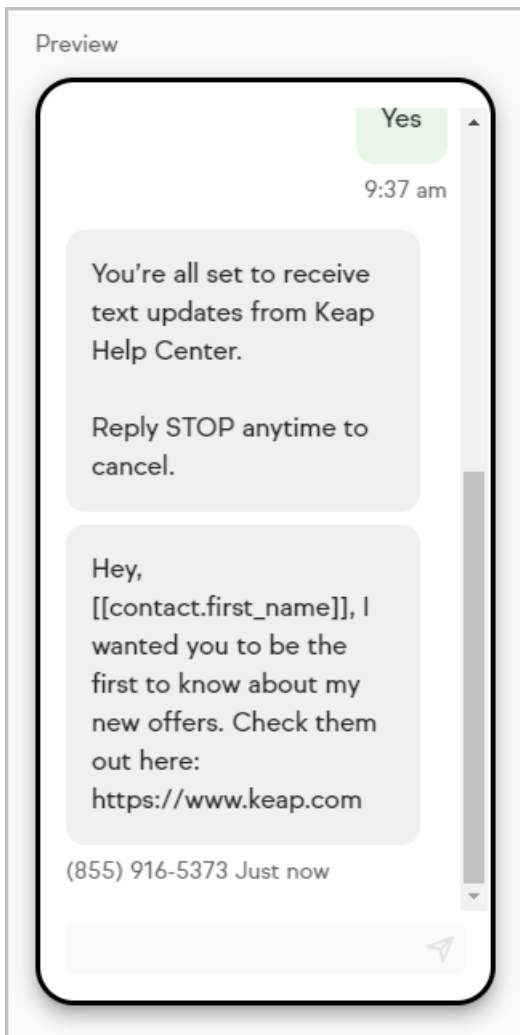 Preview
Yes
9:37 am
You’re all set to receive
text updates from Keap
Help Center.
Reply STOP anytime to
cancel.
Hey,
[[contact.first_name]], I
wanted you to be the
first to know about my
new offers. Check them
out here:
https://www.keap.com
(855) 916-5373 Just now